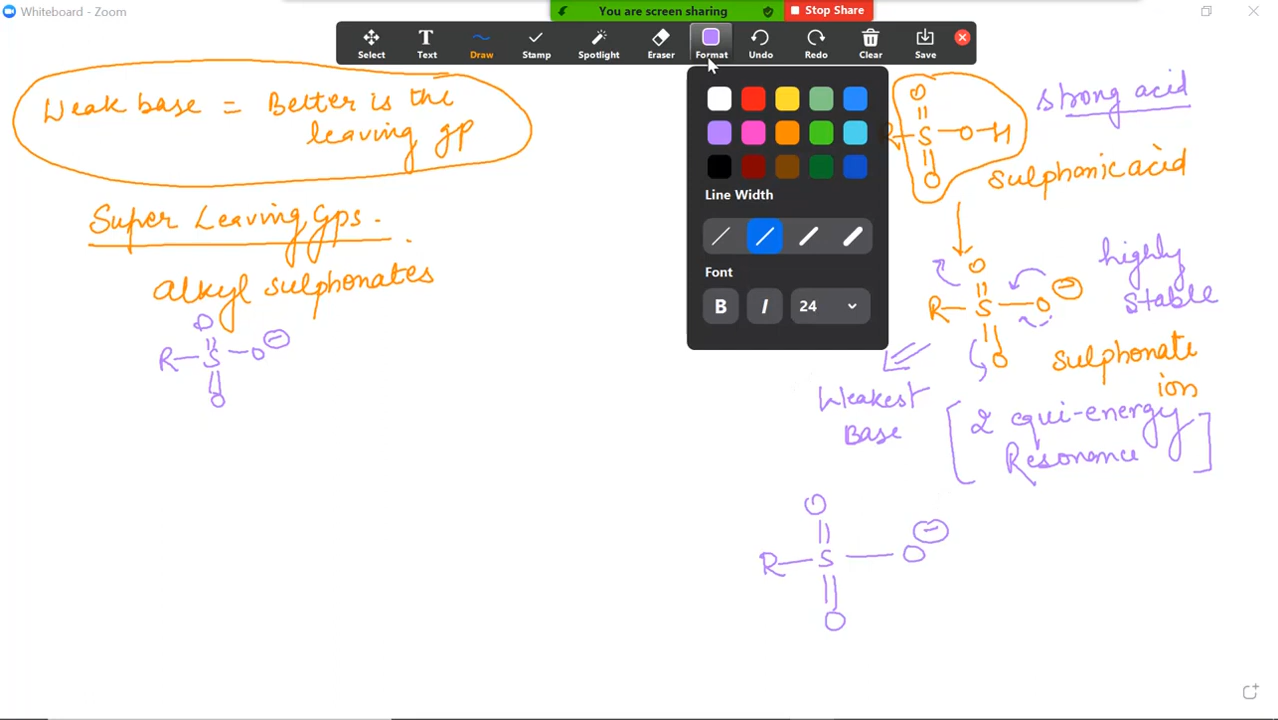 Whiteboard - Zoom
You are screen sharing
Stop Share
Select
Text
Draw
Stamp
Spotlight
Eraser
Format
Undo
Redo
Clear
Save
Line Width
Font
B
I
24
Weak base = Better is the
leaving gp
Super Leaving Gps.
alkyl sulphonates
O
R-S-O⊖
O
O
S-O-H
O
strong acid
sulphonic acid
O
R-S-O⊖
O
highly
stable
sulphonate
ion
Weakest
Base
[2 equi-energy
Resonance]
O
R-S-O⊖
O